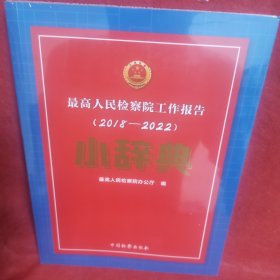 最高人民检察院工作报告
(2018—2022)
小辞典
最高人民检察院办公厅 编
中国检察出版社